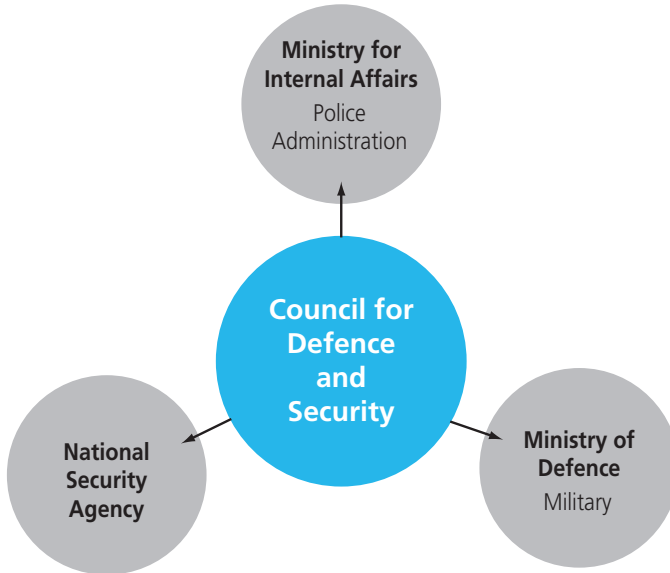 Ministry for
Internal Affairs
Police
Administration
Council for
Defence
and
Security
National
Security
Agency
Ministry of
Defence
Military